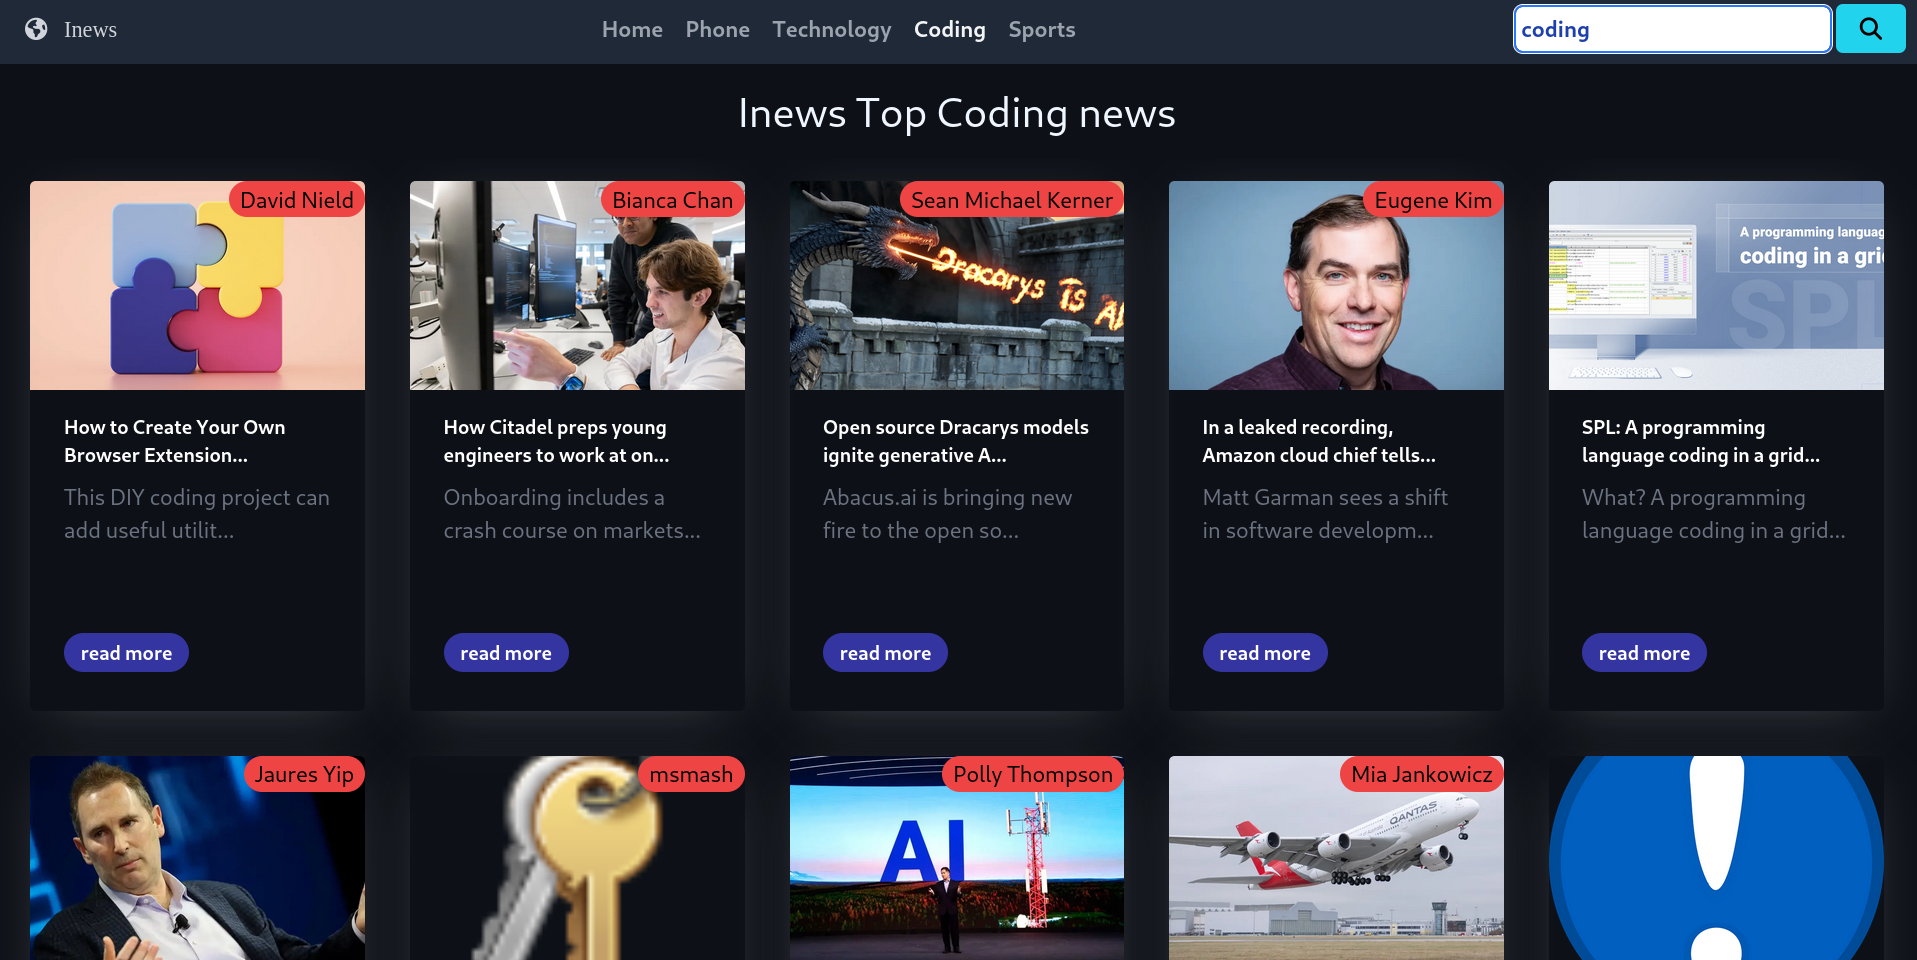 Inews
Home Phone Technology Coding Sports
coding
Inews Top Coding news
David Nield
Bianca Chan
Sean Michael Kerner
Eugene Kim
Dracarys Is
A programming
coding in a
SPL
How to Create Your Own
Browser Extension...
This DIY coding project can
add useful utilit...
read more
How Citadel preps young
engineers to work at on...
Onboarding includes a
crash course on markets...
read more
Open source Dracarys models
ignite generative A...
Abacus.ai is bringing new
fire to the open so...
read more
In a leaked recording,
Amazon cloud chief tells...
Matt Garman sees a shift
in software developm...
read more
SPL: A programming
language coding in a grid...
What? A programming
language coding in a grid...
read more
Jaures Yip
msmash
Polly Thompson
AI
Mia Jankowicz
QANTAS